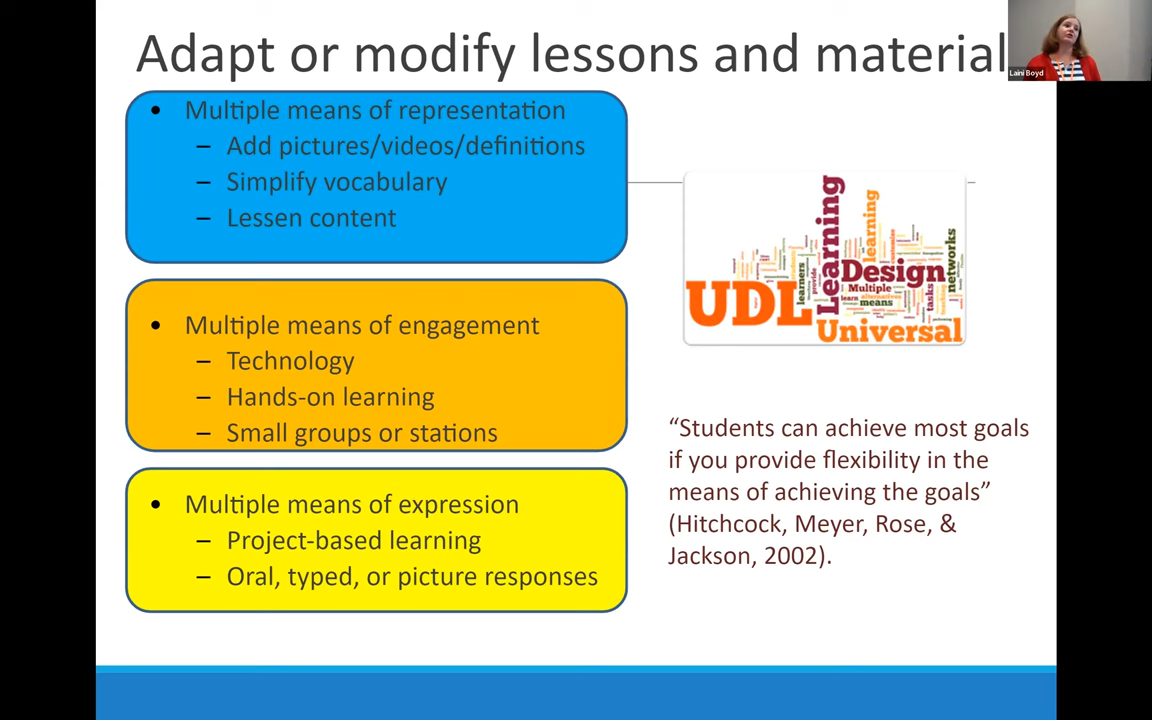 Adapt or modify lessons and material
Laini Boyd
• Multiple means of representation
– Add pictures/videos/definitions
– Simplify vocabulary
– Lessen content
• Multiple means of engagement
– Technology
– Hands-on learning
– Small groups or stations
• Multiple means of expression
– Project-based learning
– Oral, typed, or picture responses
UDL
Learning
learning
Design
Multiple
means
Universal
networks
tasks
learners
provide
learn
alternatives
“Students can achieve most goals
if you provide flexibility in the
means of achieving the goals”
(Hitchcock, Meyer, Rose, &
Jackson, 2002).